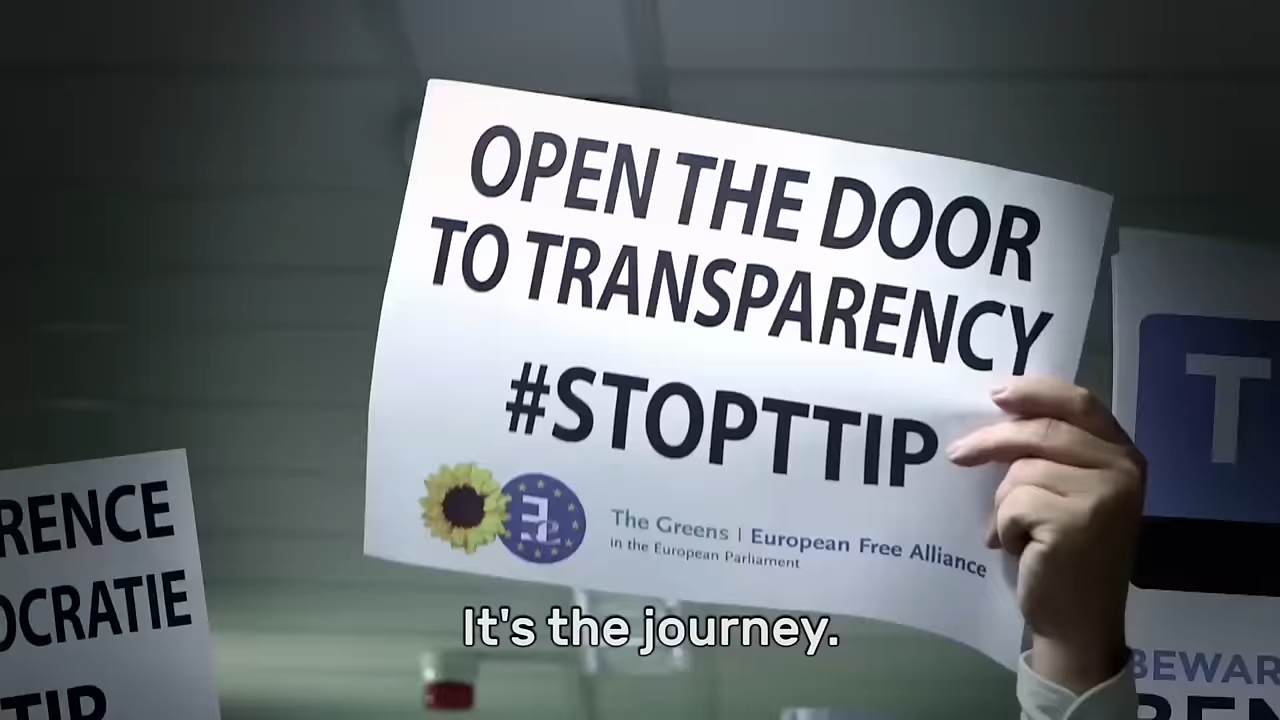 OPEN THE DOOR
TO TRANSPARENCY
#STOPTTIP
The Greens | European Free Alliance
in the European Parliament
RENCE
OCRATIE
TIP
T
BEWAR
It's the journey.